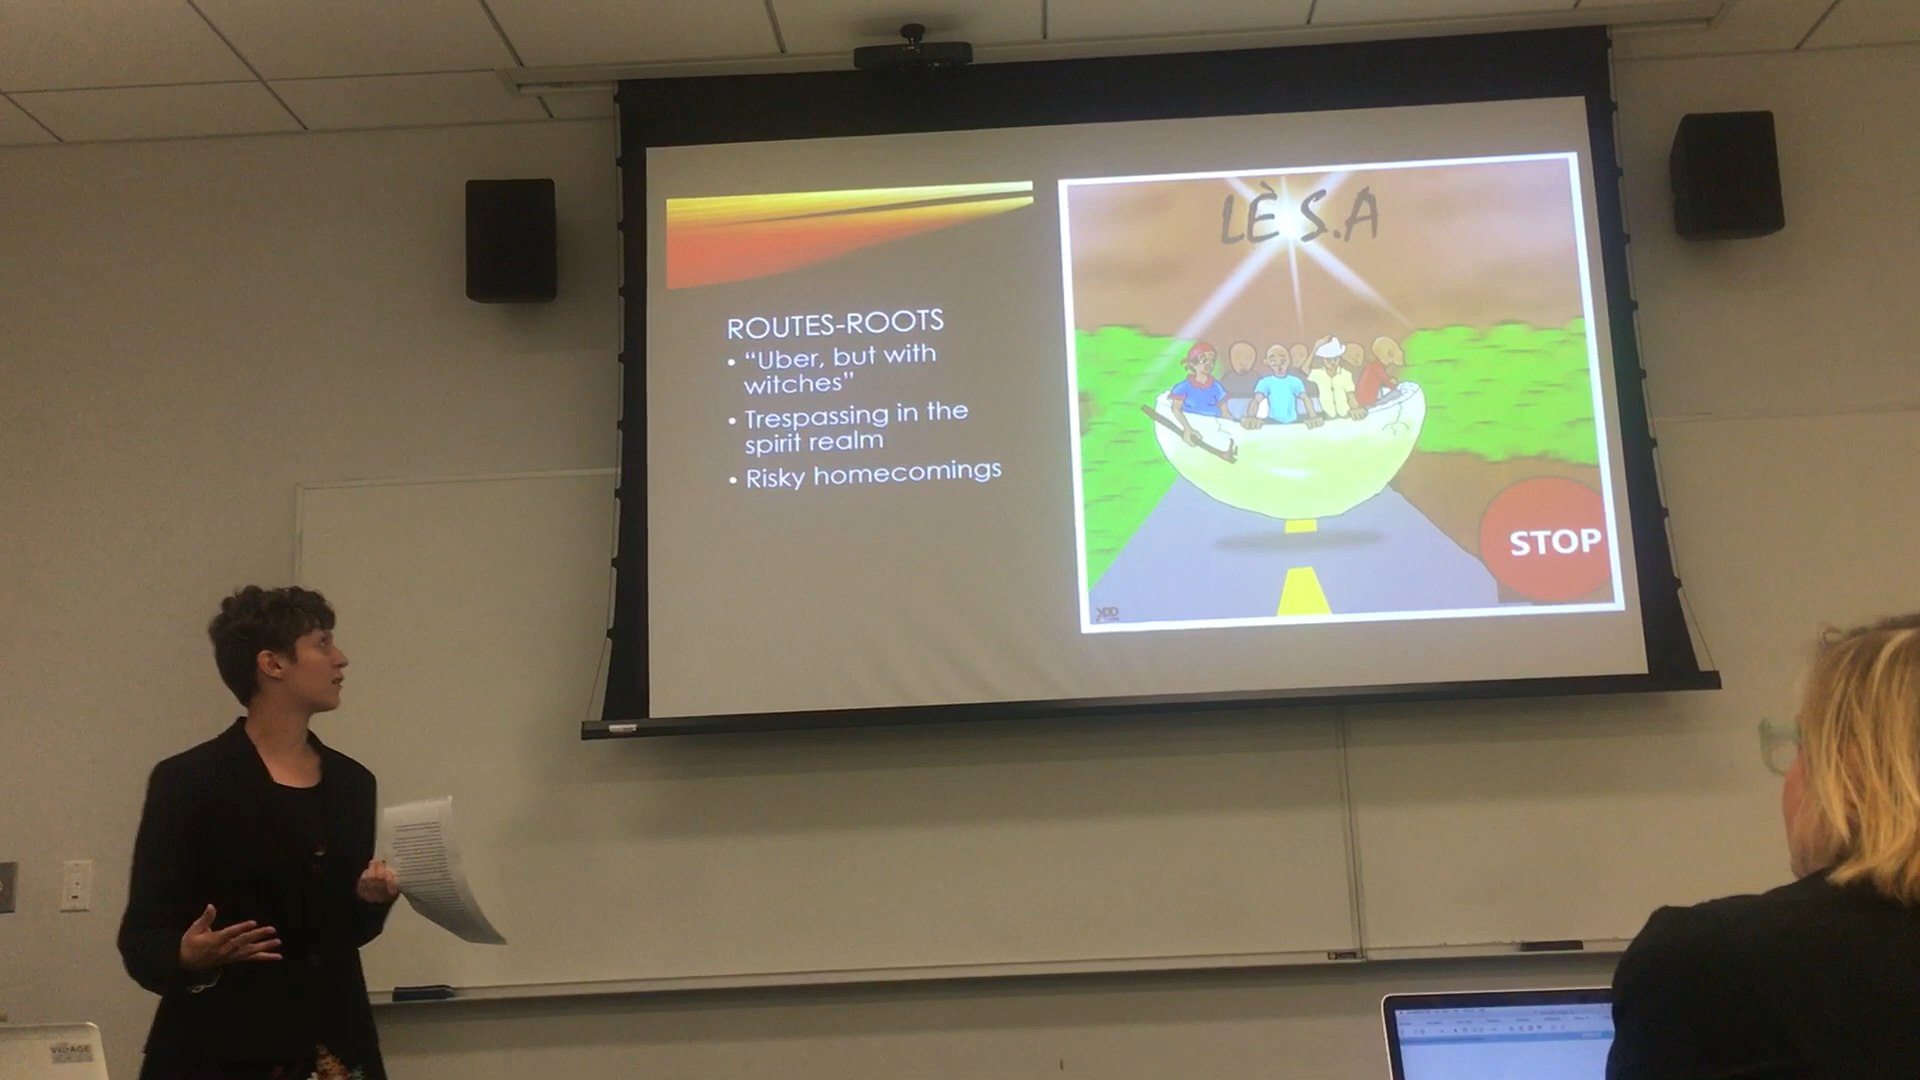 ROUTES-ROOTS
• “Uber, but with
witches”
• Trespassing in the
spirit realm
• Risky homecomings
LÈ S.A
STOP